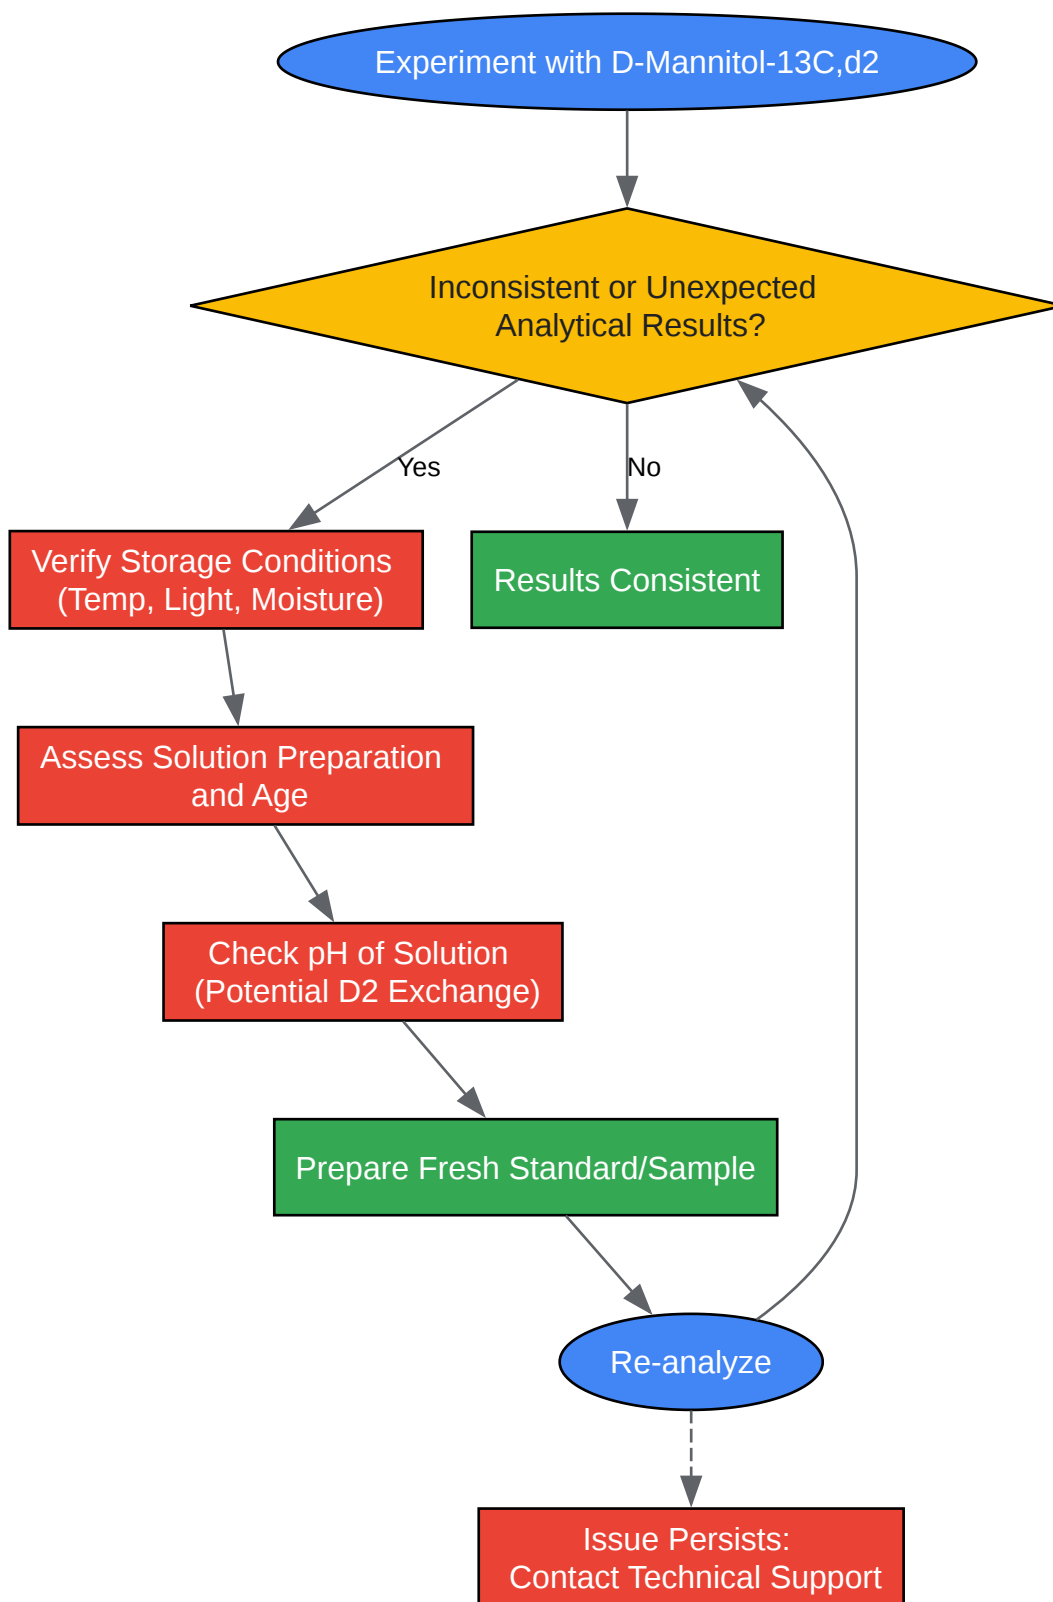 Experiment with D-Mannitol-13C,d2
Inconsistent or Unexpected
Analytical Results?
Yes
No
Verify Storage Conditions
(Temp, Light, Moisture)
Results Consistent
Assess Solution Preparation
and Age
Check pH of Solution
(Potential D2 Exchange)
Prepare Fresh Standard/Sample
Re-analyze
Issue Persists:
Contact Technical Support